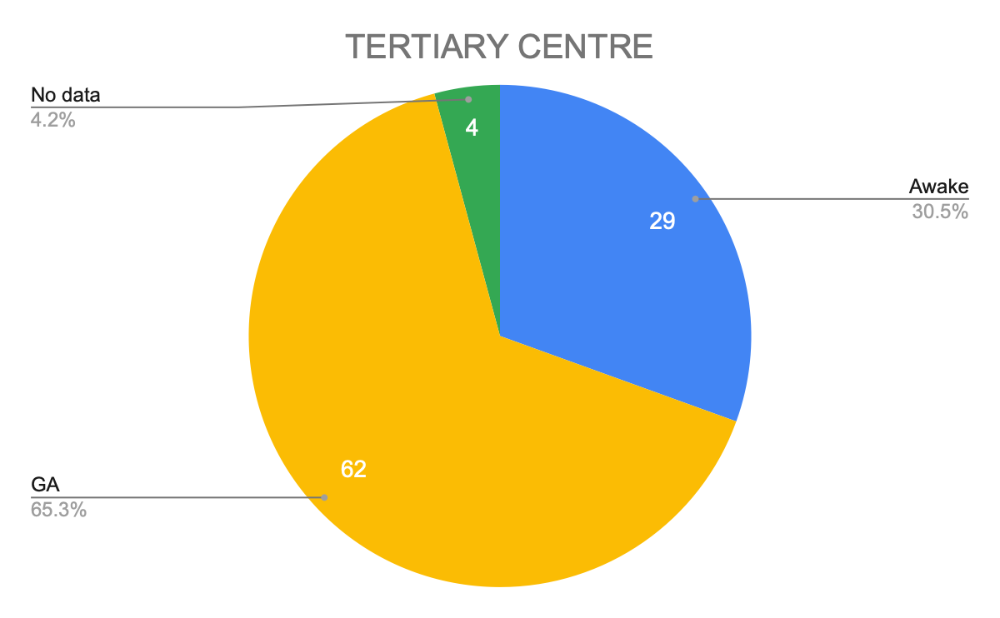 TERTIARY CENTRE
No data
4.2%
4
Awake
30.5%
29
62
GA
65.3%